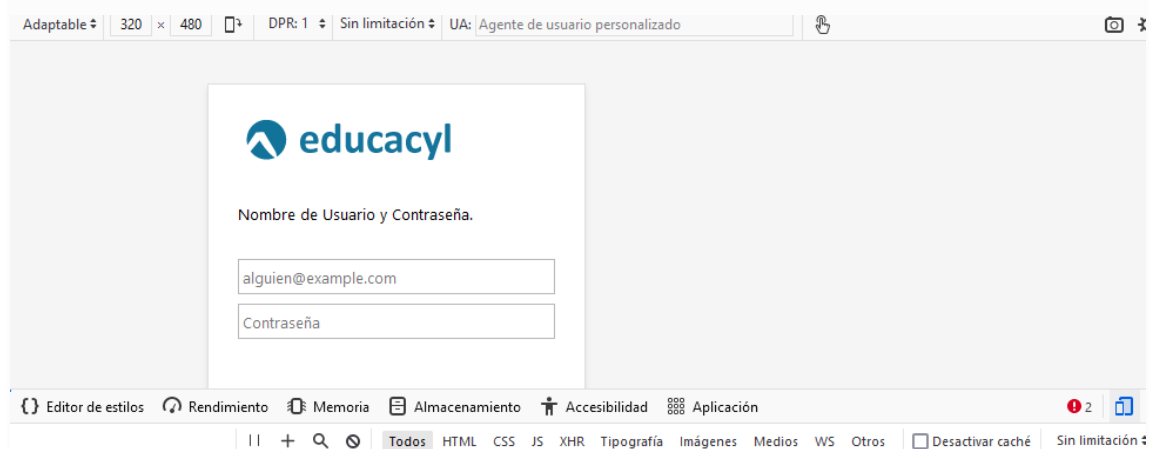 Adaptable 320 × 480 DPR: 1 Sin limitación UA: Agente de usuario personalizado
educacyl
Nombre de Usuario y Contraseña.
alguien@example.com
Contraseña
{} Editor de estilos Rendimiento Memoria Almacenamiento Accesibilidad Aplicación 2
Todos HTML CSS JS XHR Tipografía Imágenes Medios WS Otros Desactivar caché Sin limitación